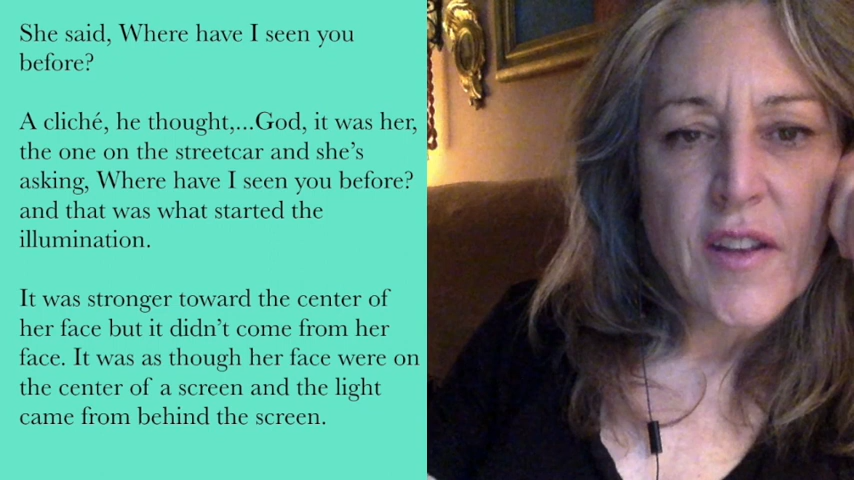 She said, Where have I seen you
before?
A cliché, he thought,...God, it was her,
the one on the streetcar and she’s
asking, Where have I seen you before?
and that was what started the
illumination.
It was stronger toward the center of
her face but it didn’t come from her
face. It was as though her face were on
the center of a screen and the light
came from behind the screen.